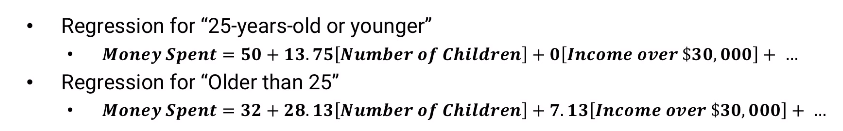 • Regression for “25-years-old or younger”
• Money Spent = 50 + 13.75[Number of Children] + 0[Income over $30,000] + …
• Regression for “Older than 25”
• Money Spent = 32 + 28.13[Number of Children] + 7.13[Income over $30,000] + …